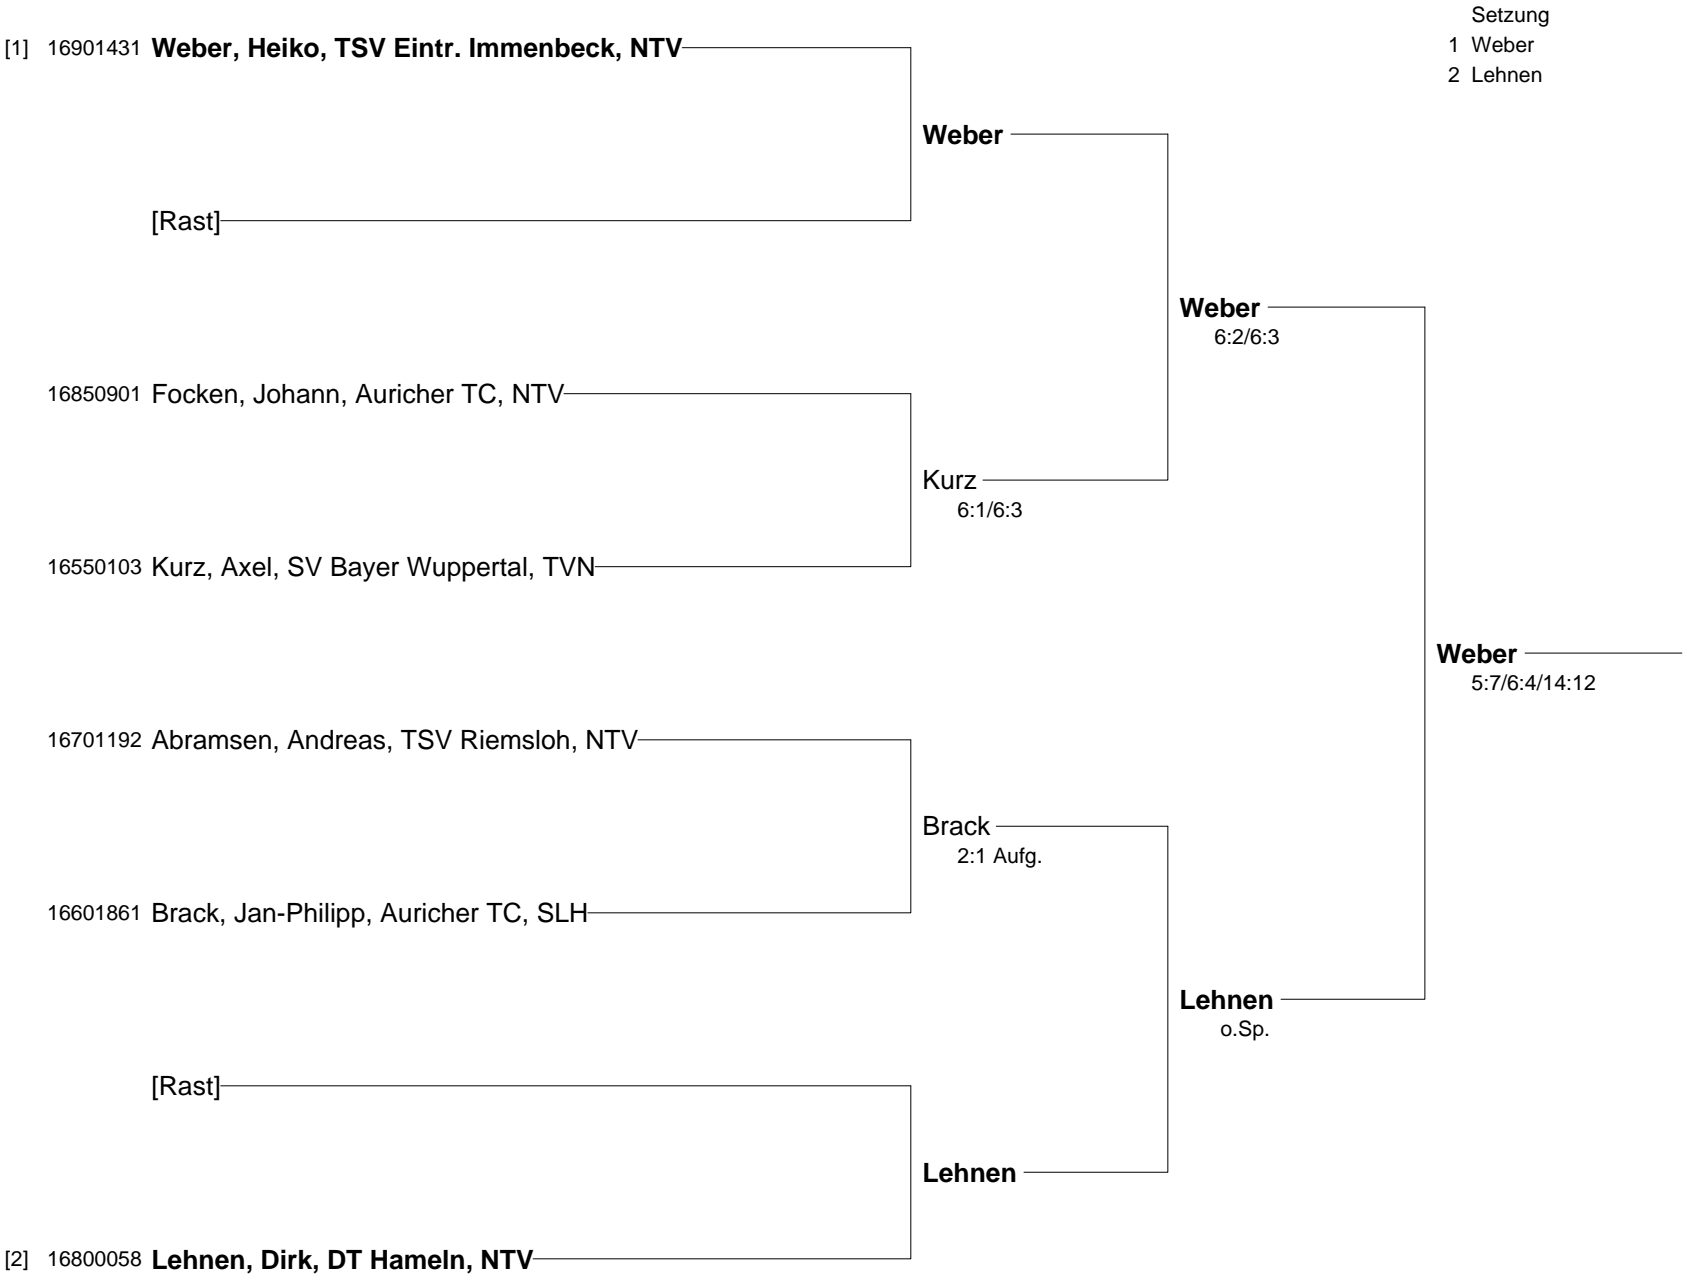 Setzung
1 Weber
2 Lehnen
[1] 16901431 Weber, Heiko, TSV Eintr. Immenbeck, NTV
Weber
[Rast]
Weber
6:2/6:3
16850901 Focken, Johann, Auricher TC, NTV
Kurz
6:1/6:3
16550103 Kurz, Axel, SV Bayer Wuppertal, TVN
Weber
5:7/6:4/14:12
16701192 Abramsen, Andreas, TSV Riemsloh, NTV
Brack
2:1 Aufg.
16601861 Brack, Jan-Philipp, Auricher TC, SLH
Lehnen
o.Sp.
[Rast]
Lehnen
[2] 16800058 Lehnen, Dirk, DT Hameln, NTV